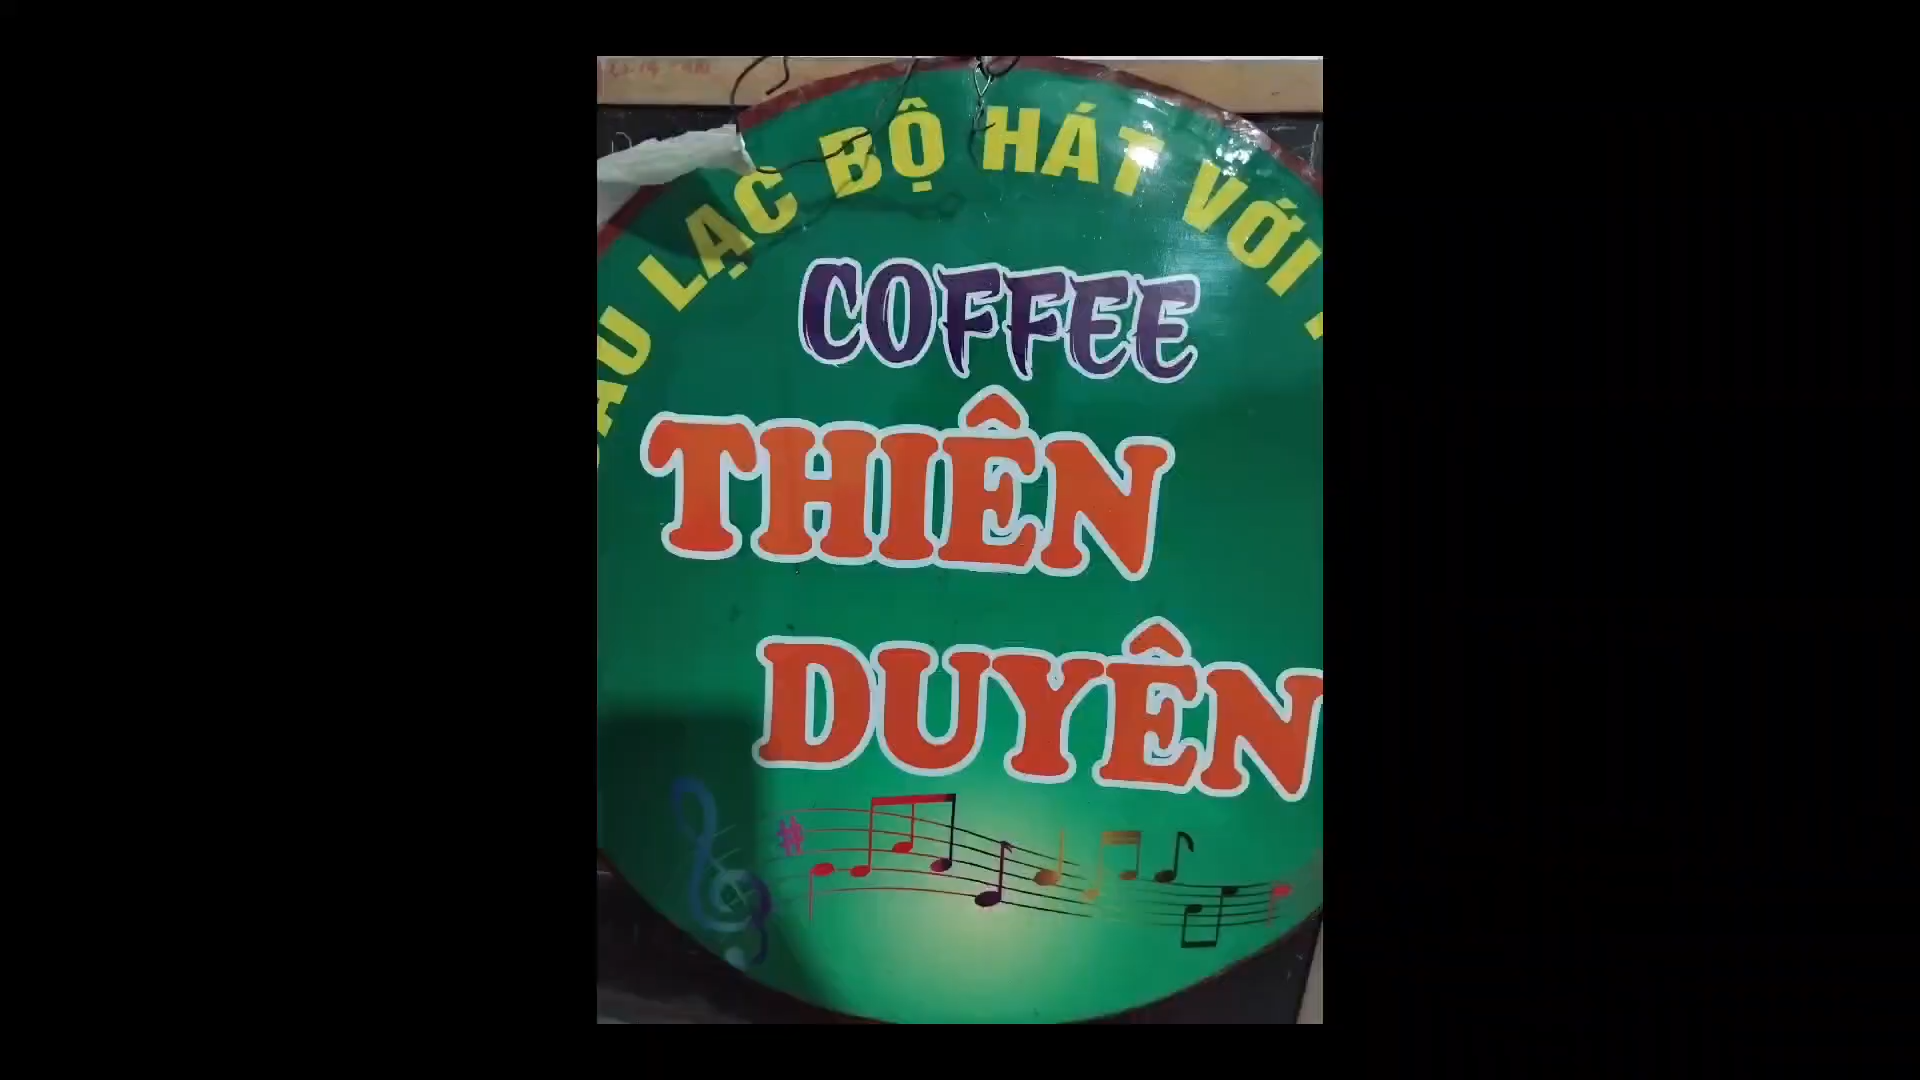 LẠC BỘ HÁT VỚI
COFFEE
THIÊN
DUYÊN